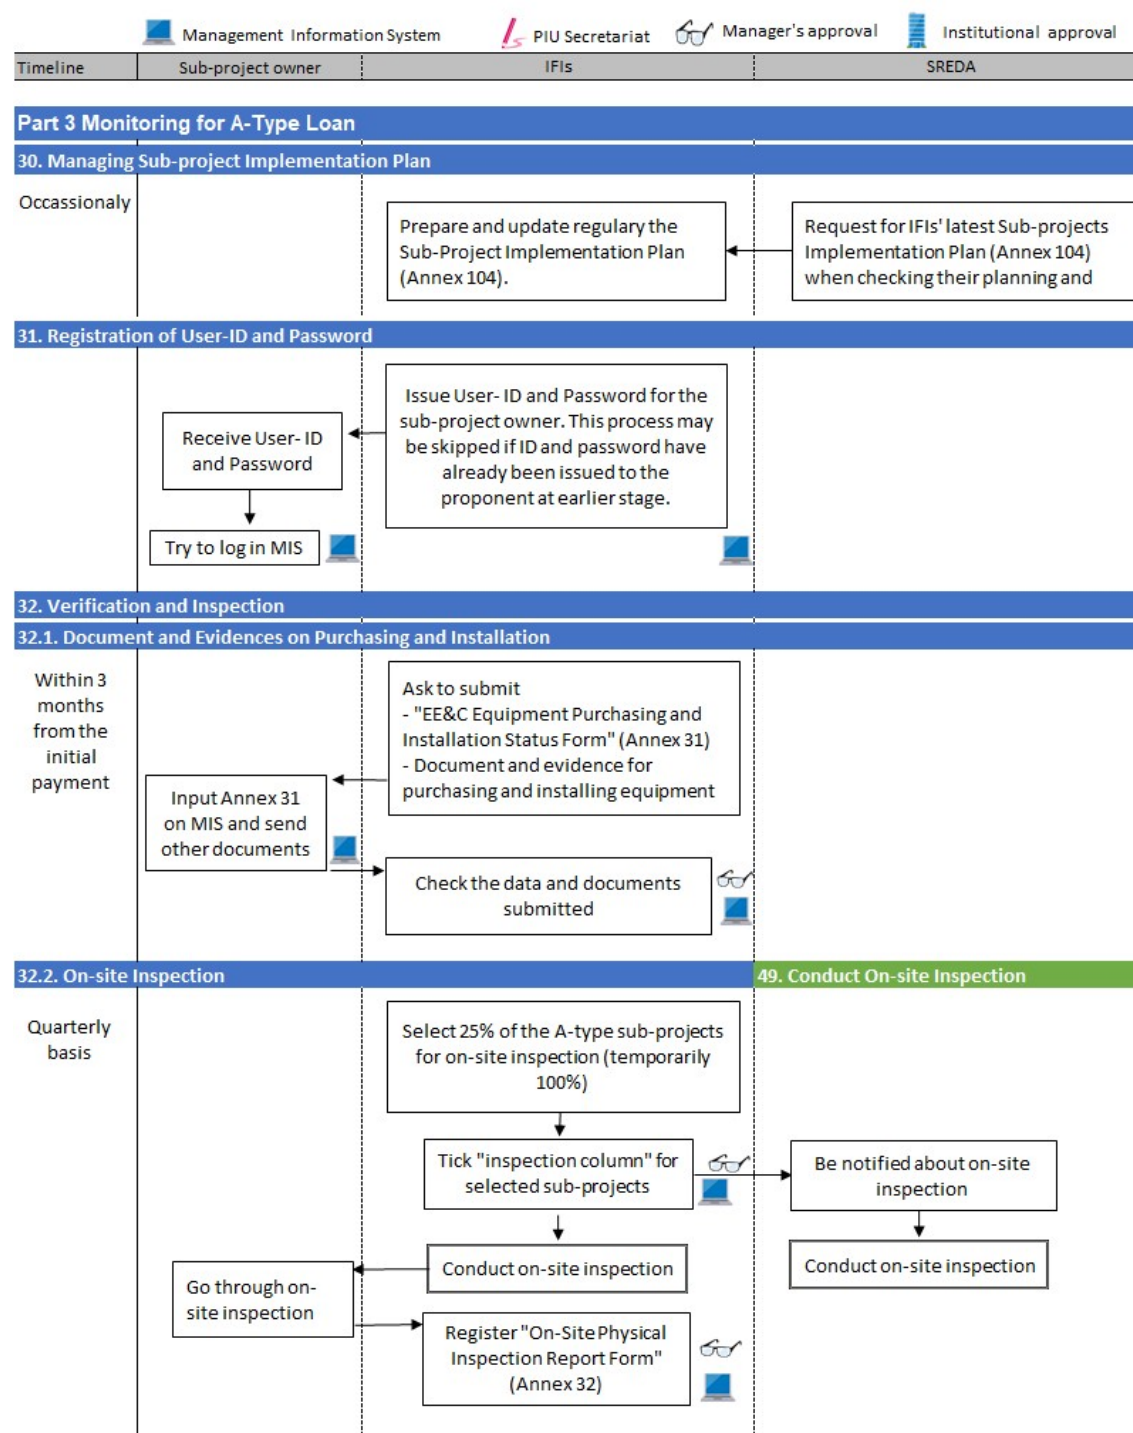 Management Information System
PIU Secretariat
Manager's approval
Institutional approval
Timeline
Sub-project owner
IFIs
SREDA
Part 3 Monitoring for A-Type Loan
30. Managing Sub-project Implementation Plan
Occassionaly
Prepare and update regulary the
Sub-Project Implementation Plan
(Annex 104).
Request for IFIs' latest Sub-projects
Implementation Plan (Annex 104)
when checking their planning and
31. Registration of User-ID and Password
Issue User- ID and Password for the
sub-project owner. This process may
be skipped if ID and password have
already been issued to the
proponent at earlier stage.
Receive User- ID
and Password
Try to log in MIS
32. Verification and Inspection
32.1. Document and Evidences on Purchasing and Installation
Within 3
months
from the
initial
payment
Ask to submit
- "EE&C Equipment Purchasing and
Installation Status Form" (Annex 31)
- Document and evidence for
purchasing and installing equipment
Input Annex 31
on MIS and send
other documents
Check the data and documents
submitted
32.2. On-site Inspection
49. Conduct On-site Inspection
Quarterly
basis
Select 25% of the A-type sub-projects
for on-site inspection (temporarily
100%)
Tick "inspection column" for
selected sub-projects
Be notified about on-site
inspection
Conduct on-site inspection
Conduct on-site inspection
Go through on-
site inspection
Register "On-Site Physical
Inspection Report Form"
(Annex 32)